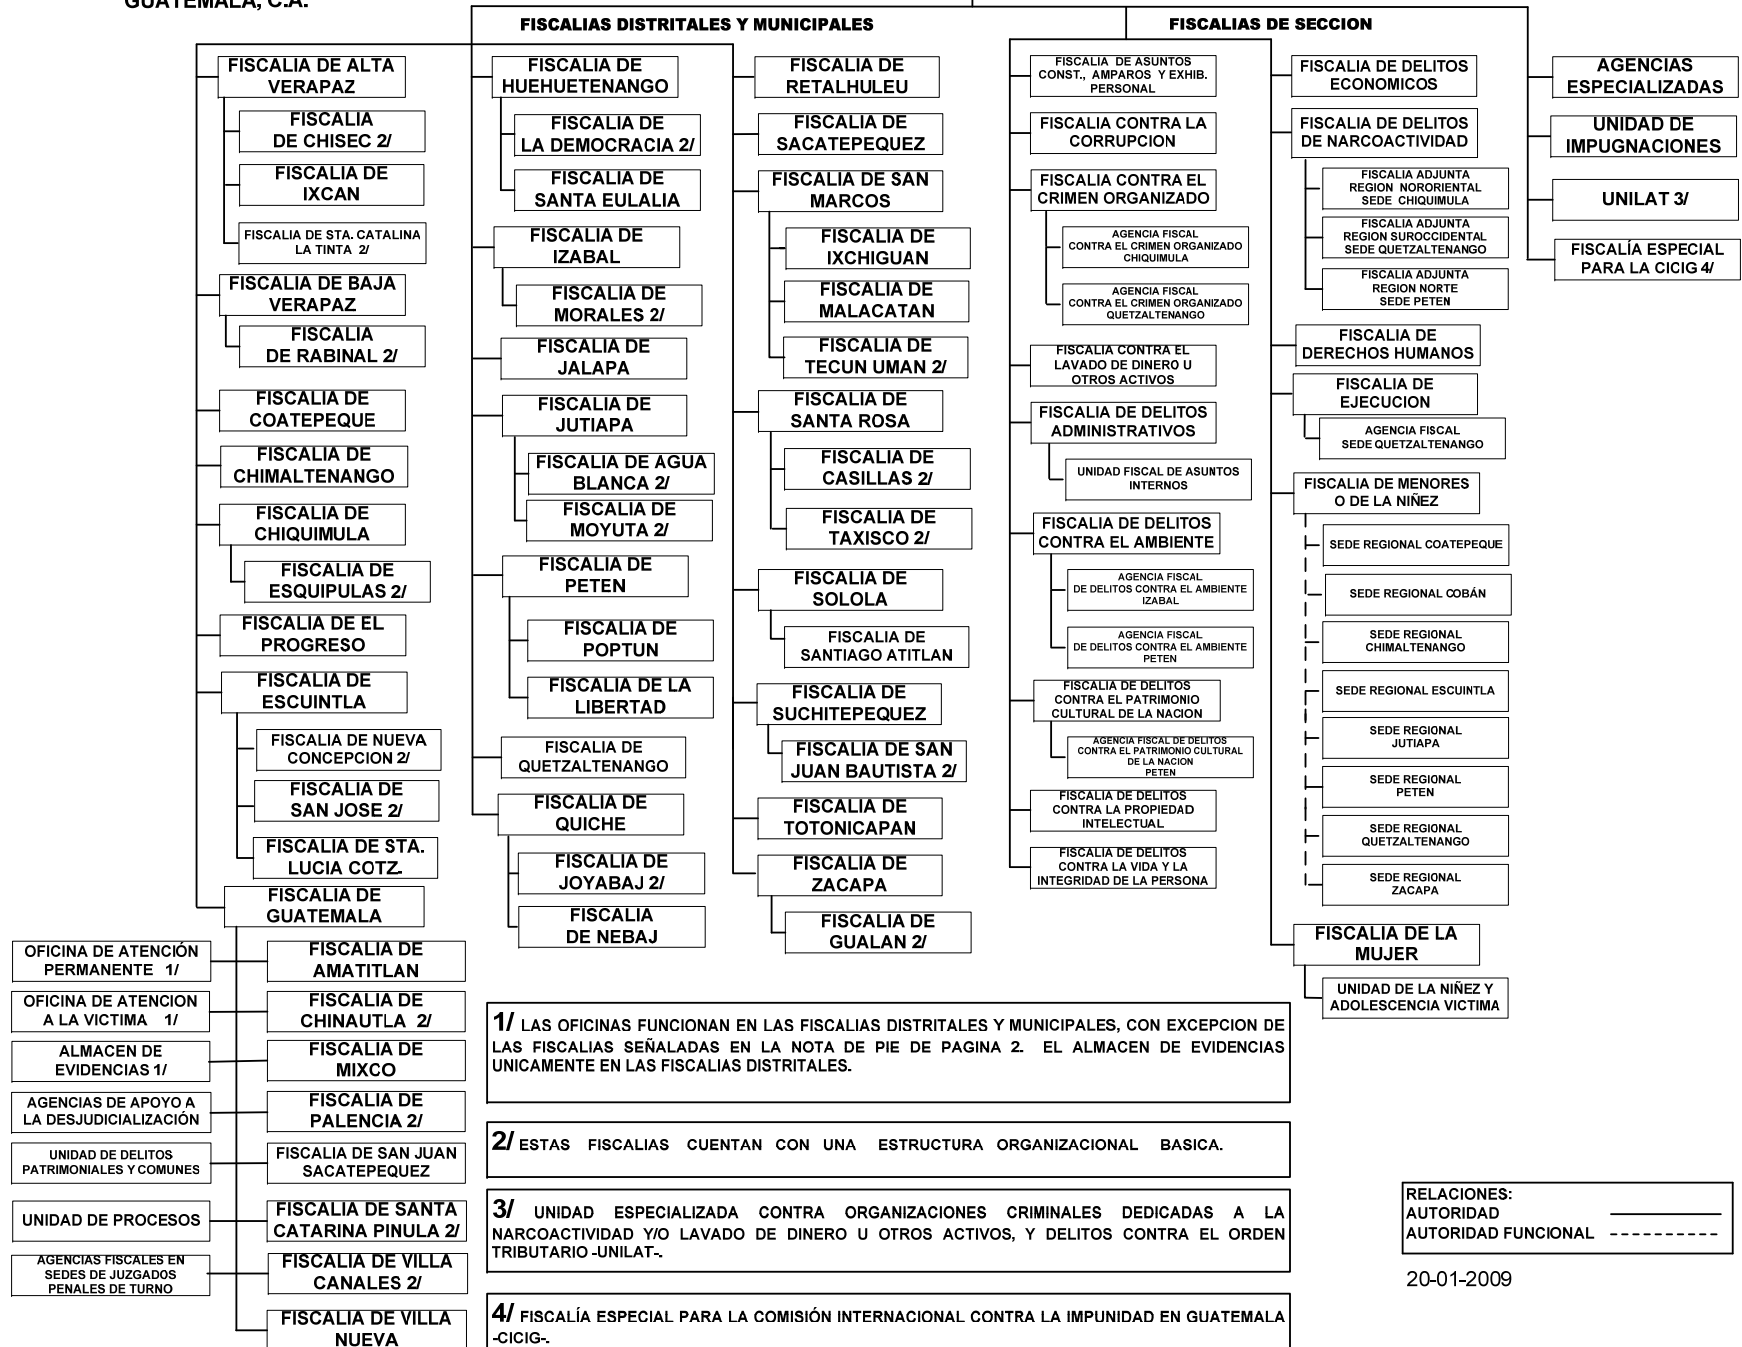 GUATEMALA, C.A.
FISCALIAS DISTRITALES Y MUNICIPALES
FISCALIAS DE SECCION
FISCALIA DE ALTA
VERAPAZ
FISCALIA
DE CHISEC 2/
FISCALIA DE
IXCAN
FISCALIA DE STA. CATALINA
LA TINTA 2/
FISCALIA DE BAJA
VERAPAZ
FISCALIA
DE RABINAL 2/
FISCALIA DE
COATEPEQUE
FISCALIA DE
CHIMALTENANGO
FISCALIA DE
CHIQUIMULA
FISCALIA DE
ESQUIPULAS 2/
FISCALIA DE EL
PROGRESO
FISCALIA DE
ESCUINTLA
FISCALIA DE NUEVA
CONCEPCION 2/
FISCALIA DE
SAN JOSE 2/
FISCALIA DE STA.
LUCIA COTZ.
FISCALIA DE
GUATEMALA
OFICINA DE ATENCIÓN
PERMANENTE 1/
FISCALIA DE
AMATITLAN
OFICINA DE ATENCION
A LA VICTIMA 1/
FISCALIA DE
CHINAUTLA 2/
ALMACEN DE
EVIDENCIAS 1/
FISCALIA DE
MIXCO
AGENCIAS DE APOYO A
LA DESJUDICIALIZACIÓN
FISCALIA DE
PALENCIA 2/
UNIDAD DE DELITOS
PATRIMONIALES Y COMUNES
FISCALIA DE SAN JUAN
SACATEPEQUEZ
UNIDAD DE PROCESOS
FISCALIA DE SANTA
CATARINA PINULA 2/
AGENCIAS FISCALES EN
SEDES DE JUZGADOS
PENALES DE TURNO
FISCALIA DE VILLA
CANALES 2/
FISCALIA DE VILLA
NUEVA
FISCALIA DE
HUEHUETENANGO
FISCALIA DE
LA DEMOCRACIA 2/
FISCALIA DE
SANTA EULALIA
FISCALIA DE
IZABAL
FISCALIA DE
MORALES 2/
FISCALIA DE
JALAPA
FISCALIA DE
JUTIAPA
FISCALIA DE AGUA
BLANCA 2/
FISCALIA DE
MOYUTA 2/
FISCALIA DE
PETEN
FISCALIA DE
POPTUN
FISCALIA DE LA
LIBERTAD
FISCALIA DE
QUETZALTENANGO
FISCALIA DE
QUICHE
FISCALIA DE
JOYABAJ 2/
FISCALIA
DE NEBAJ
FISCALIA DE
RETALHULEU
FISCALIA DE
SACATEPEQUEZ
FISCALIA DE SAN
MARCOS
FISCALIA DE
IXCHIGUAN
FISCALIA DE
MALACATAN
FISCALIA DE
TECUN UMAN 2/
FISCALIA DE
SANTA ROSA
FISCALIA DE
CASILLAS 2/
FISCALIA DE
TAXISCO 2/
FISCALIA DE
SOLOLA
FISCALIA DE
SANTIAGO ATITLAN
FISCALIA DE
SUCHITEPEQUEZ
FISCALIA DE SAN
JUAN BAUTISTA 2/
FISCALIA DE
TOTONICAPAN
FISCALIA DE
ZACAPA
FISCALIA DE
GUALAN 2/
FISCALIA DE ASUNTOS
CONST., AMPAROS Y EXHIB.
PERSONAL
FISCALIA CONTRA LA
CORRUPCION
FISCALIA CONTRA EL
CRIMEN ORGANIZADO
AGENCIA FISCAL
CONTRA EL CRIMEN ORGANIZADO
CHIQUIMULA
AGENCIA FISCAL
CONTRA EL CRIMEN ORGANIZADO
QUETZALTENANGO
FISCALIA CONTRA EL
LAVADO DE DINERO U
OTROS ACTIVOS
FISCALIA DE DELITOS
ADMINISTRATIVOS
UNIDAD FISCAL DE ASUNTOS
INTERNOS
FISCALIA DE DELITOS
CONTRA EL AMBIENTE
AGENCIA FISCAL
DE DELITOS CONTRA EL AMBIENTE
IZABAL
AGENCIA FISCAL
DE DELITOS CONTRA EL AMBIENTE
PETEN
FISCALIA DE DELITOS
CONTRA EL PATRIMONIO
CULTURAL DE LA NACION
AGENCIA FISCAL DE DELITOS
CONTRA EL PATRIMONIO CULTURAL
DE LA NACION
PETEN
FISCALIA DE DELITOS
CONTRA LA PROPIEDAD
INTELECTUAL
FISCALIA DE DELITOS
CONTRA LA VIDA Y LA
INTEGRIDAD DE LA PERSONA
FISCALIA DE DELITOS
ECONOMICOS
FISCALIA DE DELITOS
DE NARCOACTIVIDAD
FISCALIA ADJUNTA
REGION NORORIENTAL
SEDE CHIQUIMULA
FISCALIA ADJUNTA
REGION SUROCCIDENTAL
SEDE QUETZALTENANGO
FISCALIA ADJUNTA
REGION NORTE
SEDE PETEN
FISCALIA DE
DERECHOS HUMANOS
FISCALIA DE
EJECUCION
AGENCIA FISCAL
SEDE QUETZALTENANGO
FISCALIA DE MENORES
O DE LA NIÑEZ
SEDE REGIONAL COATEPEQUE
SEDE REGIONAL COBÁN
SEDE REGIONAL
CHIMALTENANGO
SEDE REGIONAL ESCUINTLA
SEDE REGIONAL
JUTIAPA
SEDE REGIONAL
PETEN
SEDE REGIONAL
QUETZALTENANGO
SEDE REGIONAL
ZACAPA
FISCALIA DE LA
MUJER
UNIDAD DE LA NIÑEZ Y
ADOLESCENCIA VICTIMA
AGENCIAS
ESPECIALIZADAS
UNIDAD DE
IMPUGNACIONES
UNILAT 3/
FISCALÍA ESPECIAL
PARA LA CICIG 4/
1/ LAS OFICINAS FUNCIONAN EN LAS FISCALIAS DISTRITALES Y MUNICIPALES, CON EXCEPCION DE
LAS FISCALIAS SEÑALADAS EN LA NOTA DE PIE DE PAGINA 2. EL ALMACEN DE EVIDENCIAS
UNICAMENTE EN LAS FISCALIAS DISTRITALES.
2/ ESTAS FISCALIAS CUENTAN CON UNA ESTRUCTURA ORGANIZACIONAL BASICA.
3/ UNIDAD ESPECIALIZADA CONTRA ORGANIZACIONES CRIMINALES DEDICADAS A LA
NARCOACTIVIDAD Y/O LAVADO DE DINERO U OTROS ACTIVOS, Y DELITOS CONTRA EL ORDEN
TRIBUTARIO -UNILAT-.
4/ FISCALÍA ESPECIAL PARA LA COMISIÓN INTERNACIONAL CONTRA LA IMPUNIDAD EN GUATEMALA
-CICIG-.
RELACIONES:
AUTORIDAD
AUTORIDAD FUNCIONAL
20-01-2009